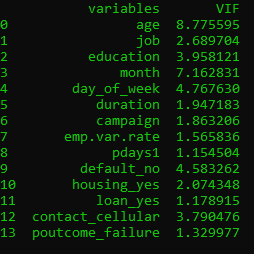 variables VIF
0 age 8.775595
1 job 2.689704
2 education 3.958121
3 month 7.162831
4 day_of_week 4.767630
5 duration 1.947183
6 campaign 1.863206
7 emp.var.rate 1.565836
8 pdays1 1.154504
9 default_no 4.583262
10 housing_yes 2.074348
11 loan_yes 1.178915
12 contact_cellular 3.790476
13 poutcome_failure 1.329977